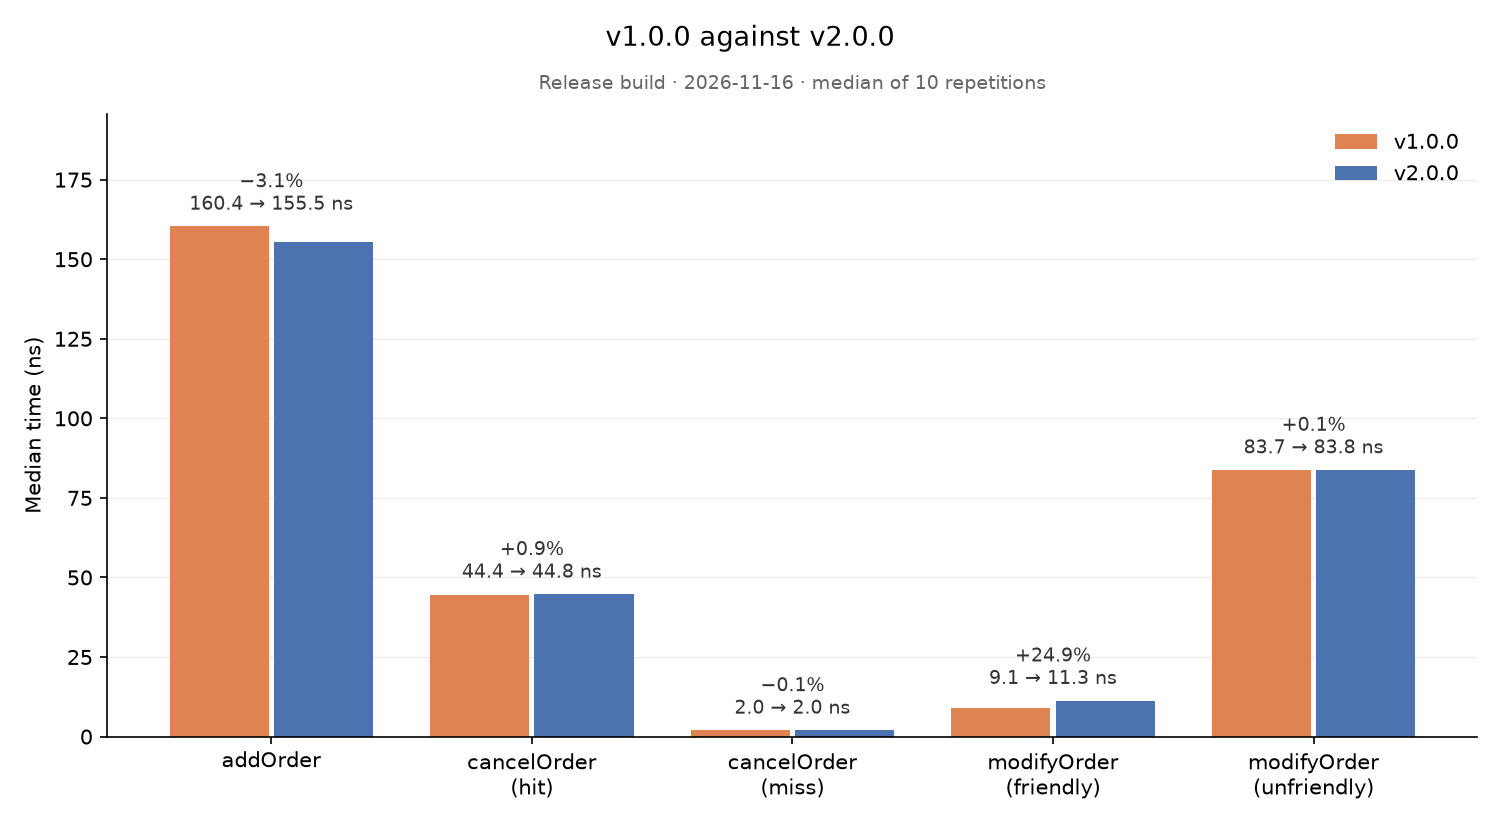 v1.0.0 against v2.0.0
Release build · 2026-11-16 · median of 10 repetitions
v1.0.0
v2.0.0
Median time (ns)
175
150
125
100
75
50
25
0
−3.1%
160.4 → 155.5 ns
+0.9%
44.4 → 44.8 ns
−0.1%
2.0 → 2.0 ns
+24.9%
9.1 → 11.3 ns
+0.1%
83.7 → 83.8 ns
addOrder
cancelOrder
(hit)
cancelOrder
(miss)
modifyOrder
(friendly)
modifyOrder
(unfriendly)